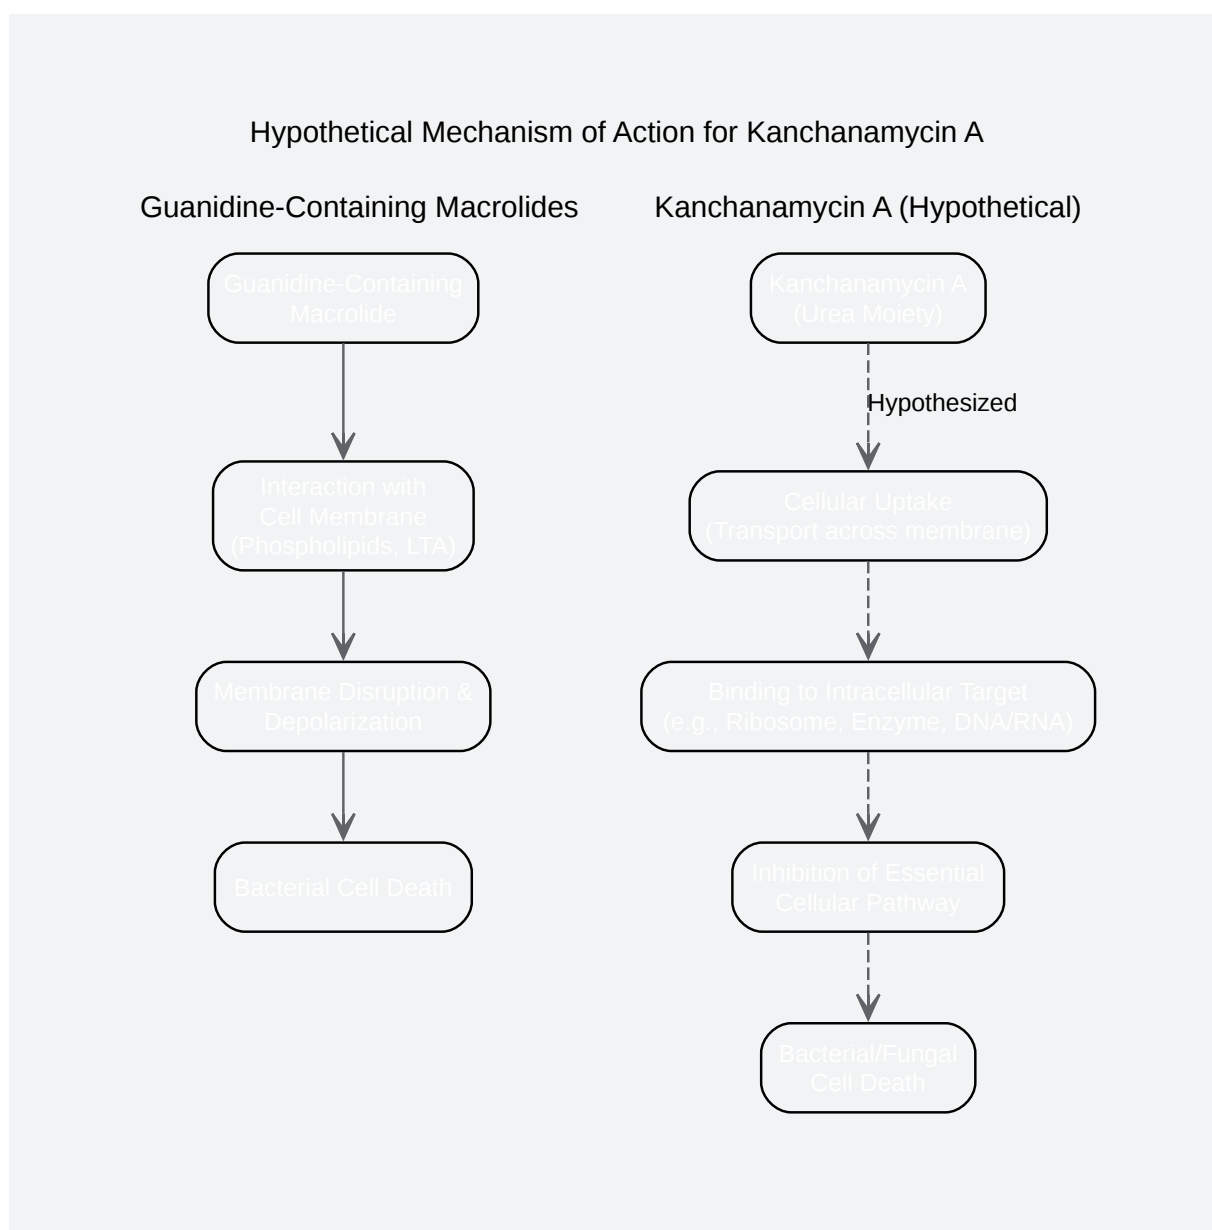 Hypothetical Mechanism of Action for Kanchanamycin A
Guanidine-Containing Macrolides
Guanidine-Containing
Macrolide
Interaction with
Cell Membrane
(Phospholipids, LTA)
Membrane Disruption &
Depolarization
Bacterial Cell Death
Kanchanamycin A (Hypothetical)
Kanchanamycin A
(Urea Moiety)
Hypothesized
Cellular Uptake
(Transport across membrane)
Binding to Intracellular Target
(e.g., Ribosome, Enzyme, DNA/RNA)
Inhibition of Essential
Cellular Pathway
Bacterial/Fungal
Cell Death